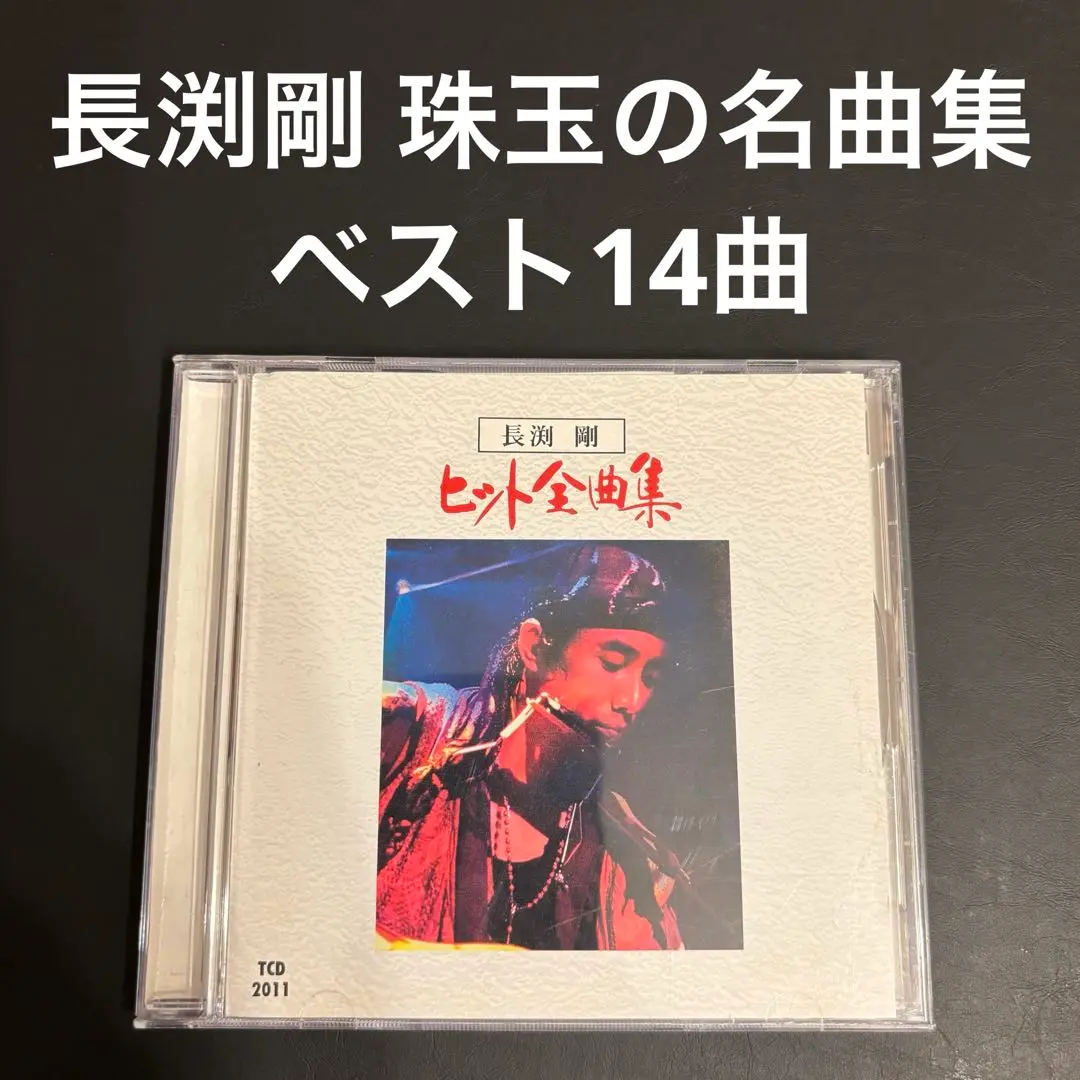 長渕剛 珠玉の名曲集
ベスト14曲
長渕 剛
ヒット全曲集
TCD
2011